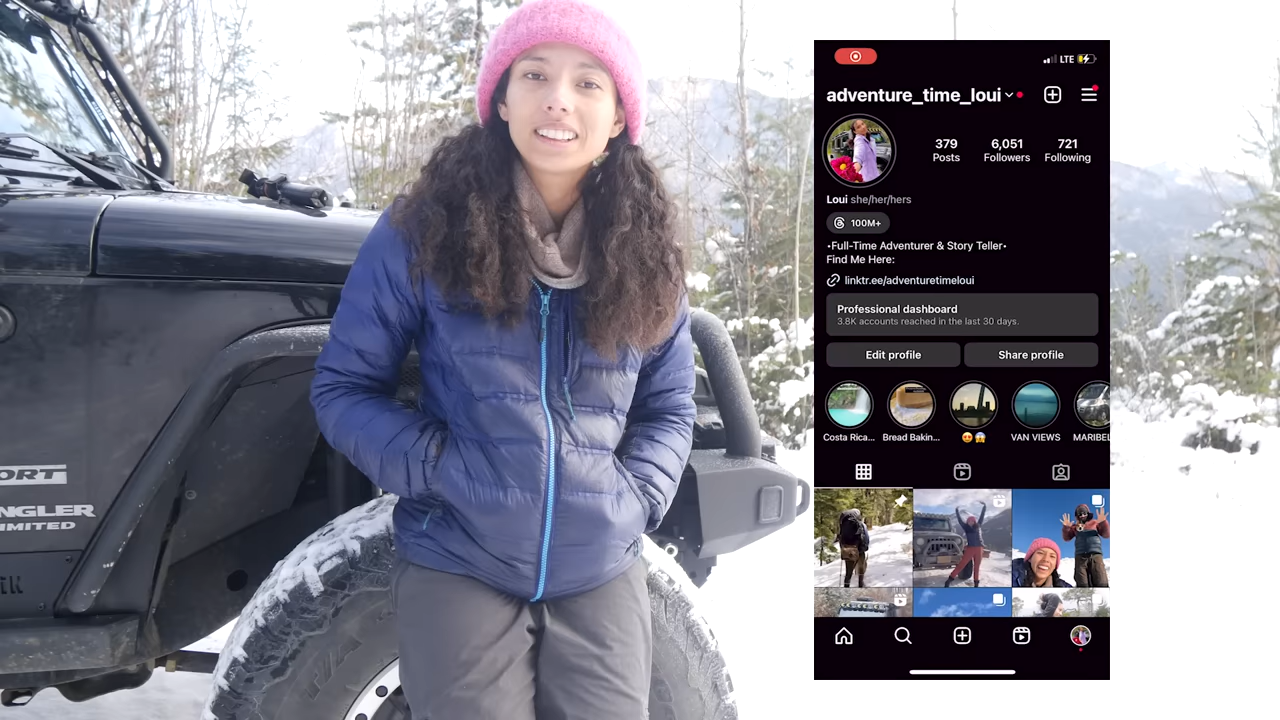 ORT
NGLER
LIMITED
LTE
adventure_time_loui
379
Posts
6,051
Followers
721
Following
Loui she/her/hers
100M+
•Full-Time Adventurer & Story Teller•
Find Me Here:
linktr.ee/adventuretimeloui
Professional dashboard
3.8K accounts reached in the last 30 days.
Edit profile
Share profile
Costa Rica...
Bread Bakin...
😍😱
VAN VIEWS
MARIBEL
T/A